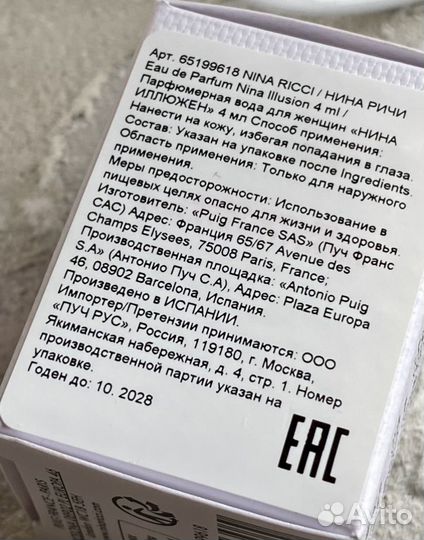 Арт. 65199618 NINA RICCI / НИНА РИЧИ
Eau de Parfum Nina Illusion 4 ml /
Парфюмерная вода для женщин «НИНА
ИЛЛЮЖЕН» 4 мл Способ применения:
Нанести на кожу, избегая попадания в глаза.
Состав: Указан на упаковке после Ingredients.
Область применения: Только для наружного
применения.
Меры предосторожности: Использование в
пищевых целях опасно для жизни и здоровья.
Изготовитель: «Puig France SAS» (Пуч Франс
САС) Адрес: Франция 65/67 Avenue des
Champs Elysees, 75008 Paris, France;
Производственная площадка: «Antonio Puig
S.A» (Антонио Пуч С.А), Адрес: Plaza Europa
46, 08902 Barcelona, Испания.
Произведено в ИСПАНИИ.
Импортер/Претензии принимаются: ООО
«ПУЧ РУС», Россия, 119180, г. Москва,
Якиманская набережная, д. 4, стр. 1. Номер
производственной партии указан на
упаковке.
Годен до: 10. 2028
EAC
Avito